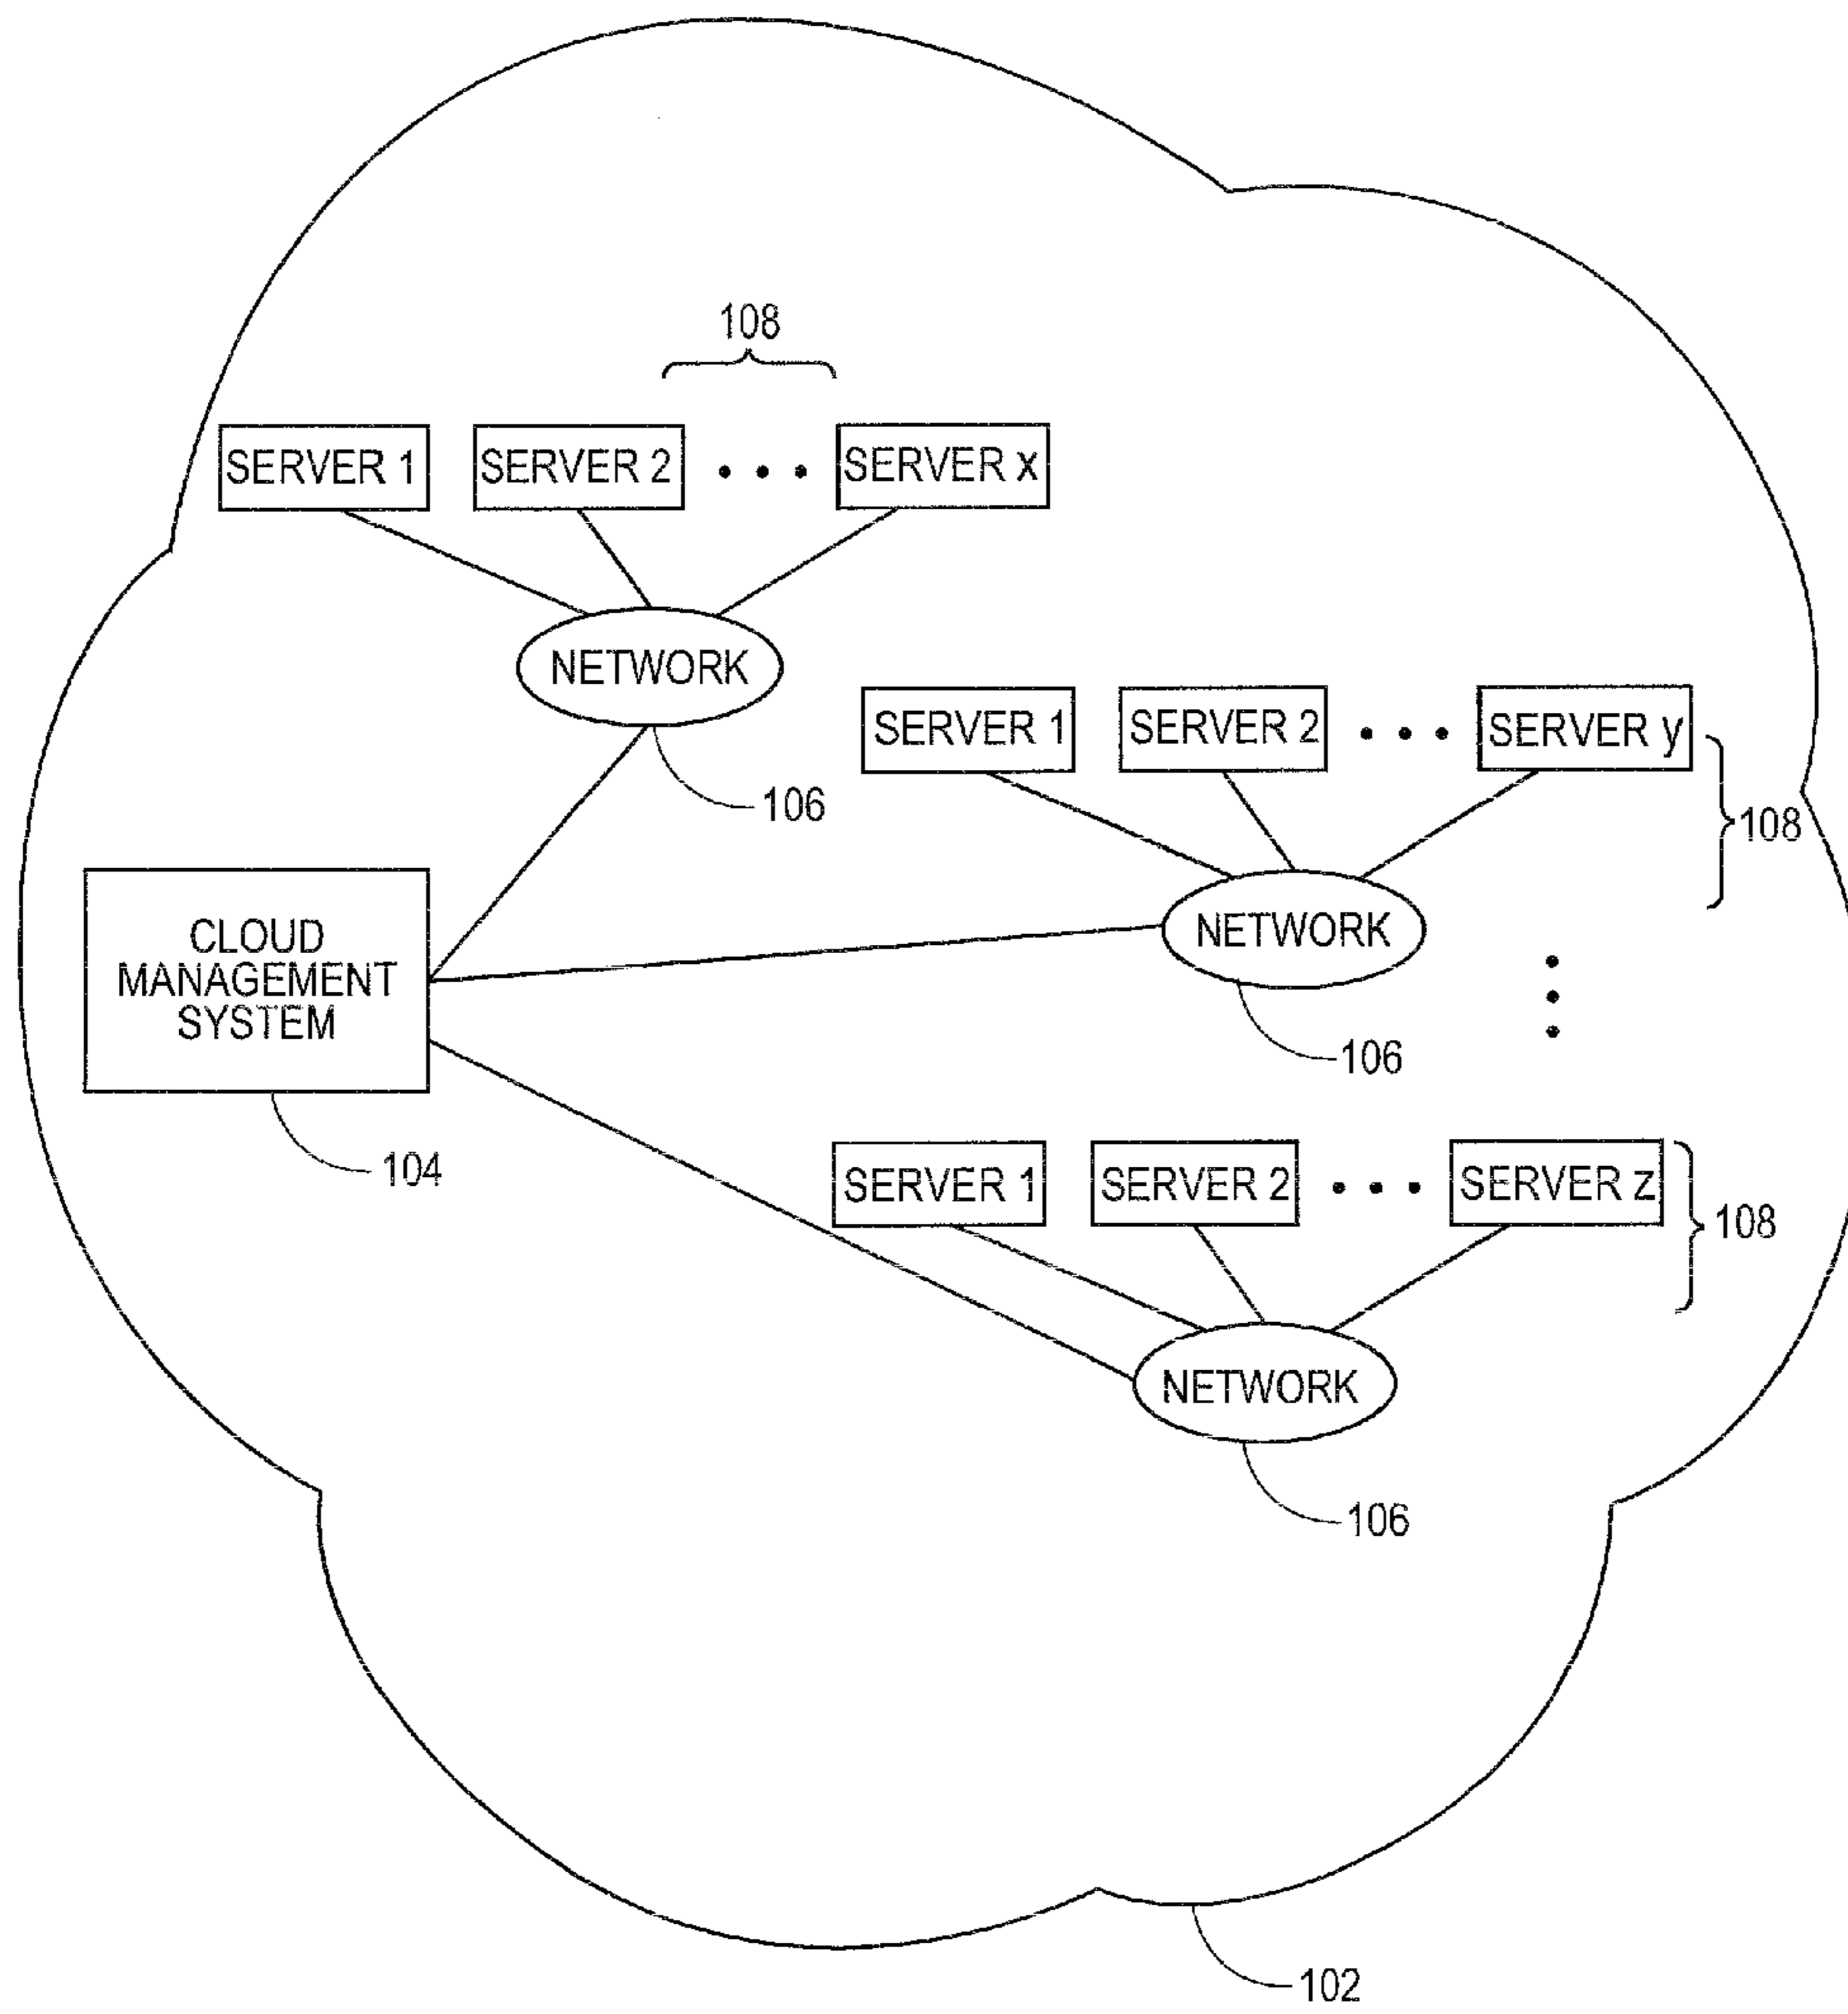 108
SERVER 1
SERVER 2
SERVER x
NETWORK
106
SERVER 1
SERVER 2
SERVER y
108
NETWORK
106
CLOUD
MANAGEMENT
SYSTEM
104
SERVER 1
SERVER 2
SERVER z
108
NETWORK
106
102